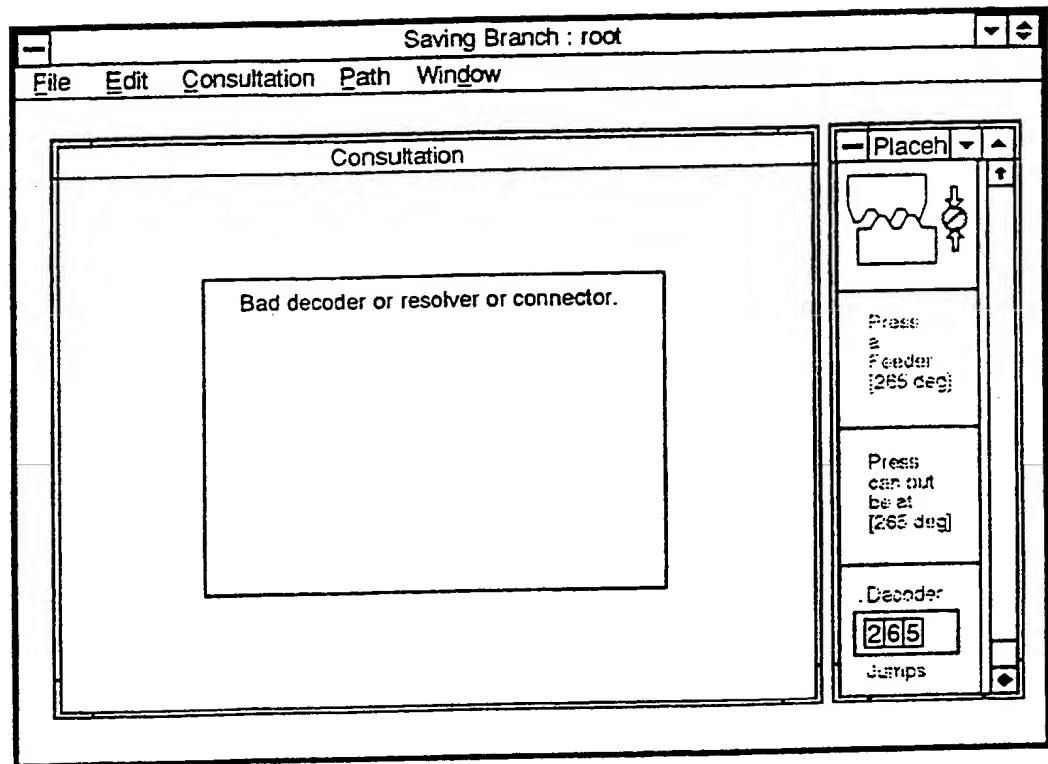 Saving Branch : root
File Edit Consultation Path Window
Consultation
Bad decoder or resolver or connector.
Placeh
Press
a
Feeder
[265 deg]
Press
can out
be at
[265 deg]
Decoder
265
Jumps